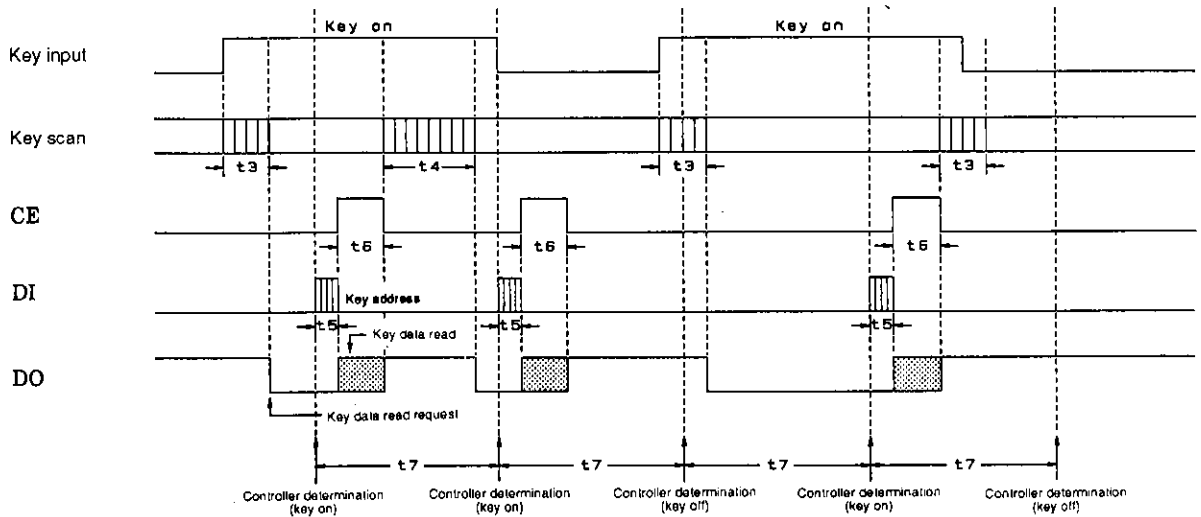 Key on
Key on
Key input
Key scan
t3
t4
t3
t3
CE
t6
t6
t6
DI
Key address
t5
t5
t5
Key data read
DO
Key data read request
t7
t7
t7
t7
Controller determination
(key on)
Controller determination
(key on)
Controller determination
(key off)
Controller determination
(key on)
Controller determination
(key off)